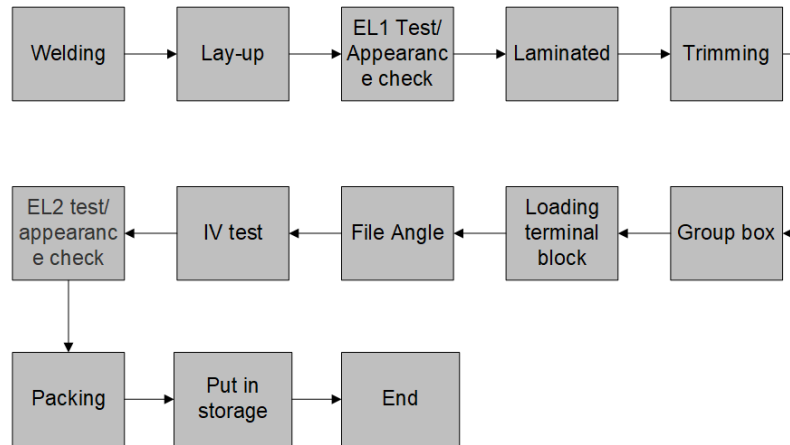 Welding
Lay-up
EL1 Test/
Appearanc
e check
Laminated
Trimming
EL2 test/
appearanc
e check
IV test
File Angle
Loading
terminal
block
Group box
Packing
Put in
storage
End